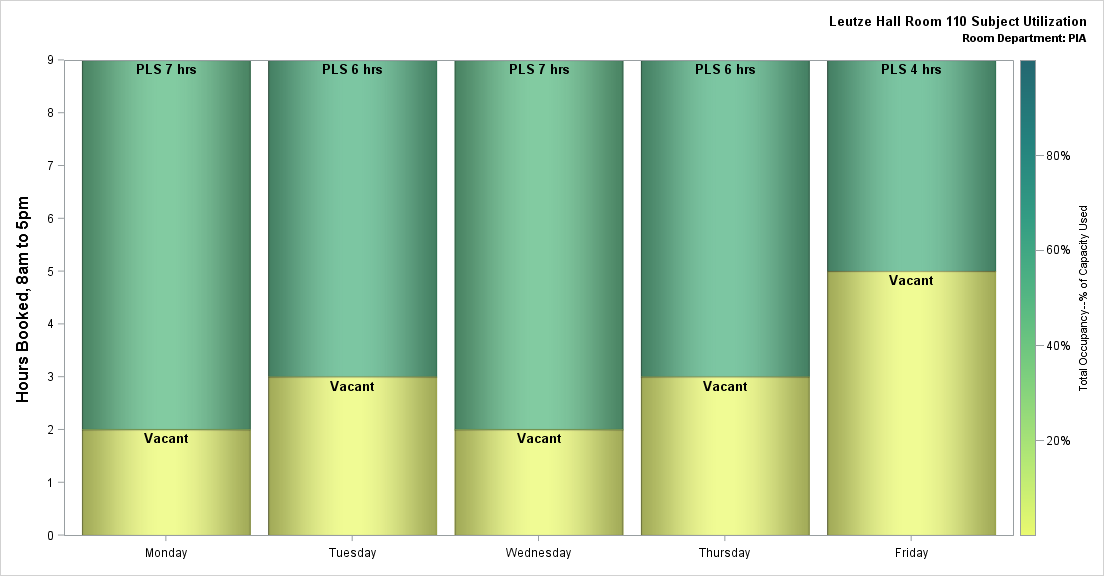 Leutze Hall Room 110 Subject Utilization
Room Department: PIA
Hours Booked, 8am to 5pm
9
8
7
6
5
4
3
2
1
0
PLS 7 hrs
PLS 6 hrs
PLS 7 hrs
PLS 6 hrs
PLS 4 hrs
Vacant
Vacant
Vacant
Vacant
Vacant
Monday
Tuesday
Wednesday
Thursday
Friday
80%
60%
40%
20%
Total Occupancy--% of Capacity Used